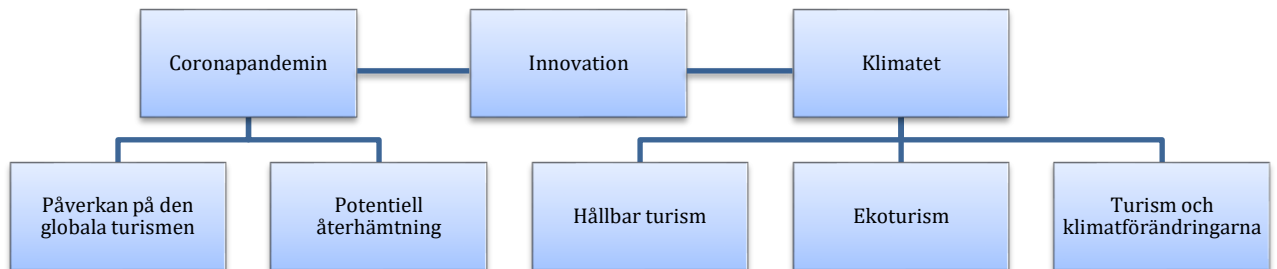 Coronapandemin
Innovation
Klimatet
Påverkan på den
globala turismen
Potentiell
återhämtning
Hållbar turism
Ekoturism
Turism och
klimatförändringarna